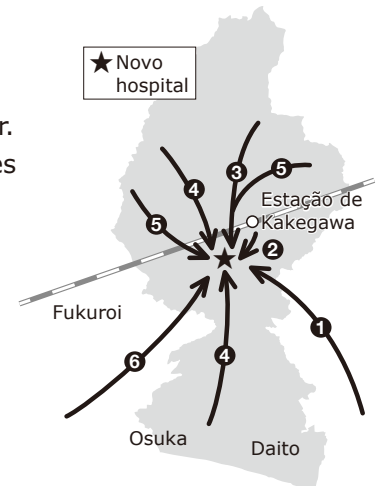 ★ Novo
hospital
r.
es
3
5
4
Estação de
Kakegawa
5
2
Fukuroi
1
6
4
Osuka
Daito